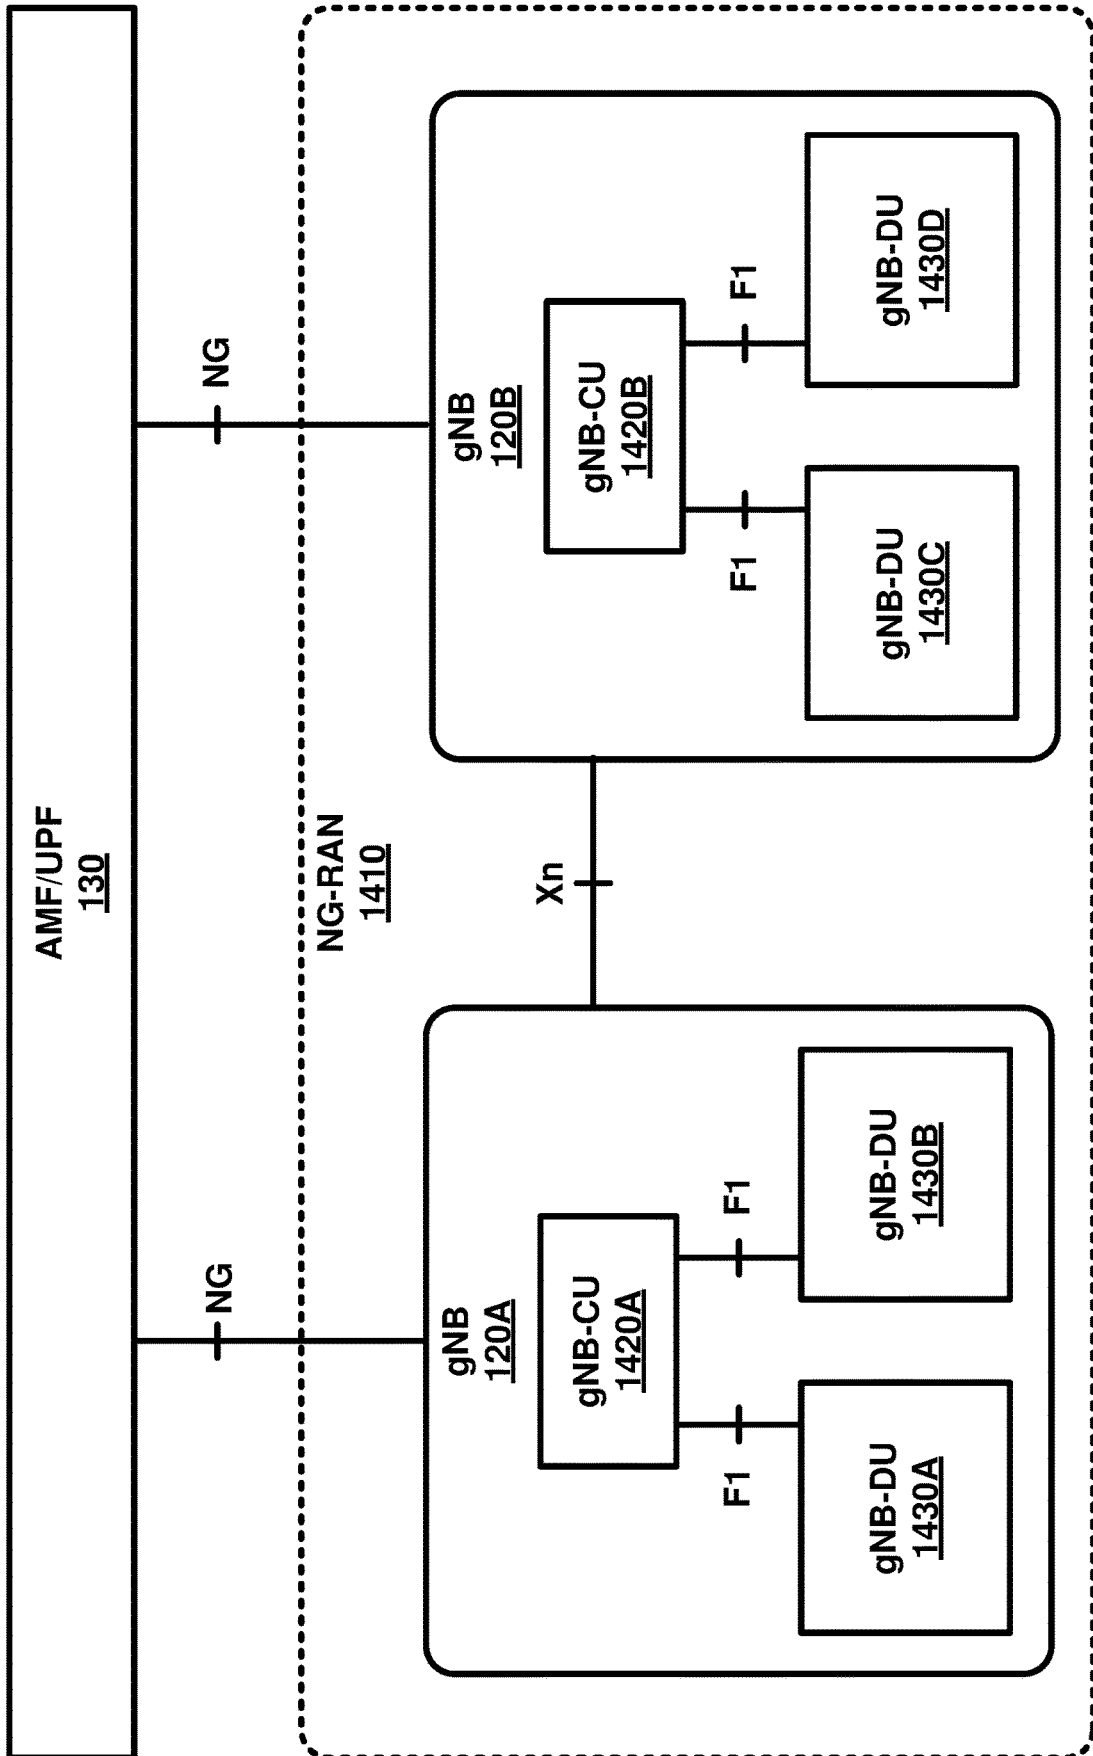 AMF/UPF
130
NG
NG
NG-RAN
1410
gNB
120A
gNB-CU
1420A
F1
F1
gNB-DU
1430A
gNB-DU
1430B
Xn
gNB
120B
gNB-CU
1420B
F1
F1
gNB-DU
1430C
gNB-DU
1430D